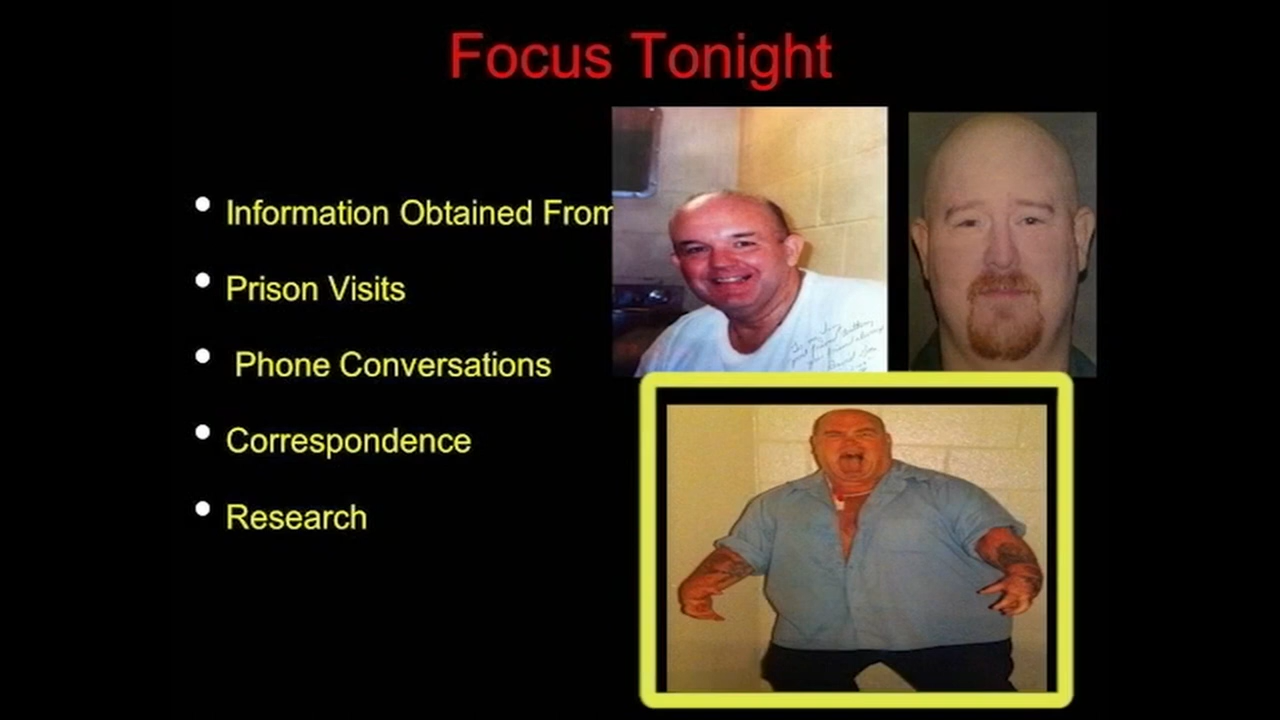 Focus Tonight
• Information Obtained From
• Prison Visits
• Phone Conversations
• Correspondence
• Research